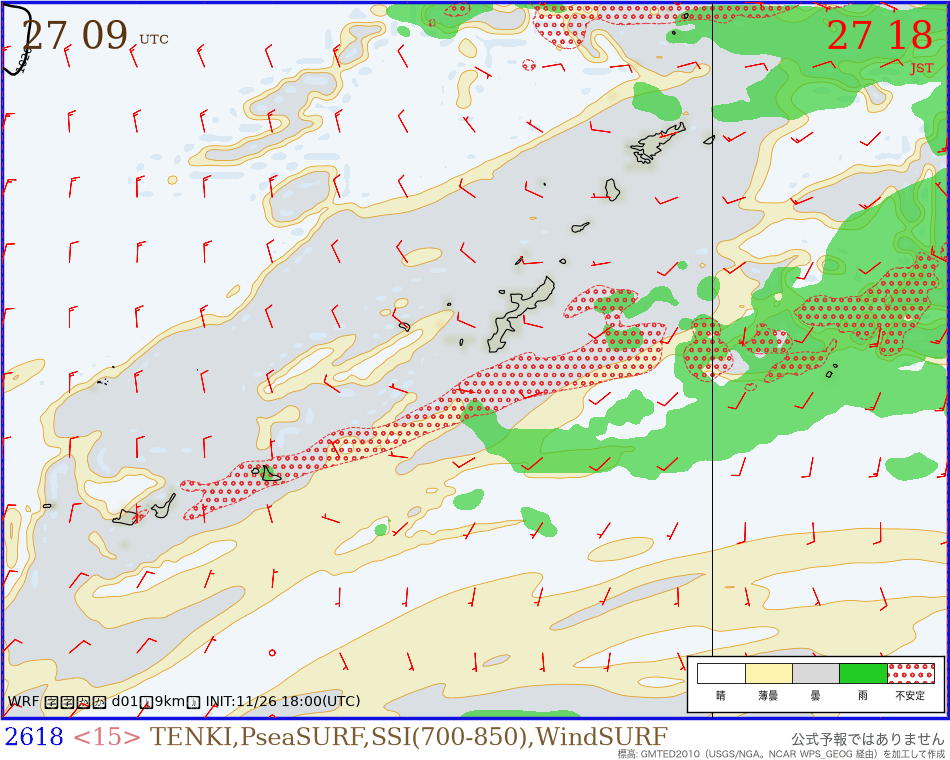 27 09 UTC
27 18
JST
WRF d01 9km INIT:11/26 18:00(UTC)
晴 薄曇 曇 雨 不安定
2618 <15> TENKI,PseaSURF,SSI(700-850),WindSURF
公式予報ではありません
標高: GMTED2010（USGS/NGA。NCAR WPS_GEOG 経由）を加工して作成